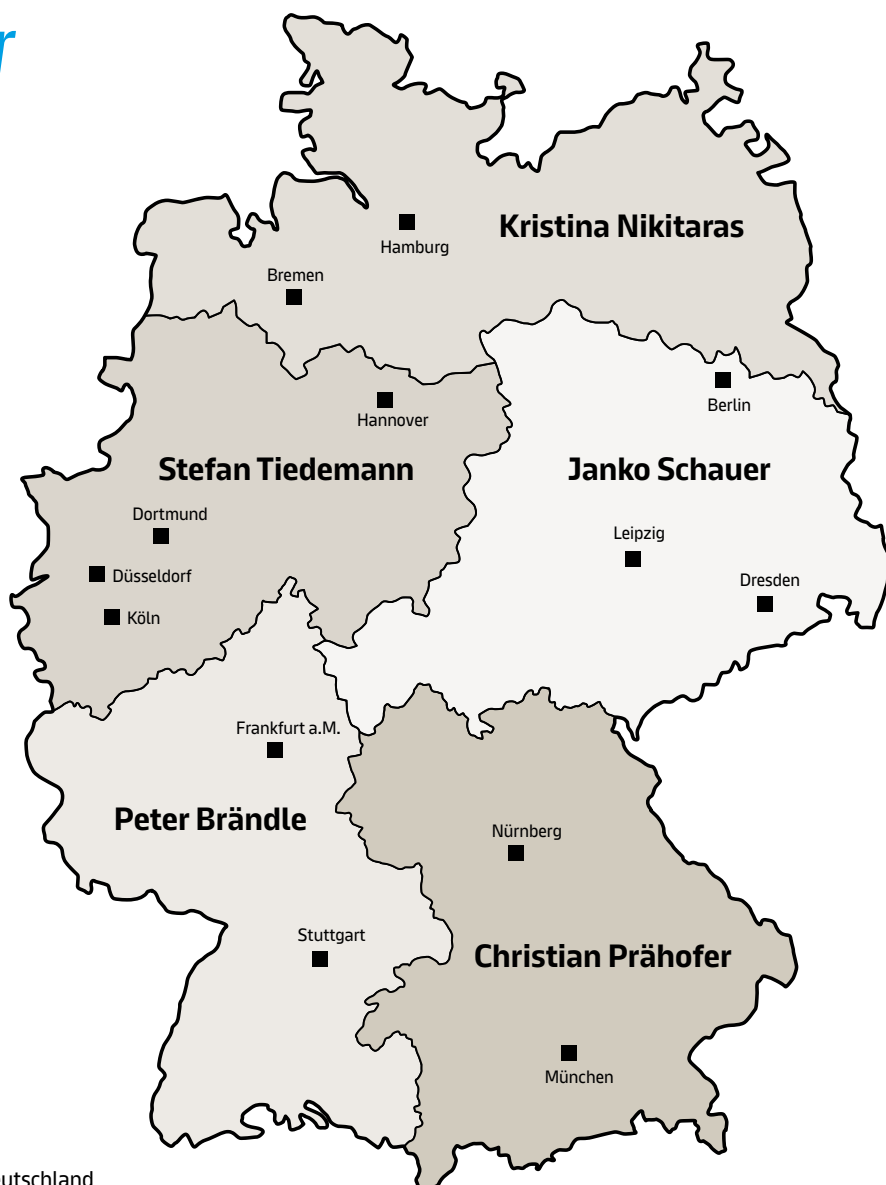 Kristina Nikitaras
Hamburg
Bremen
Berlin
Hannover
Stefan Tiedemann
Janko Schauer
Dortmund
Leipzig
Düsseldorf
Dresden
Köln
Frankfurt a.M.
Peter Brändle
Nürnberg
Stuttgart
Christian Prähofer
München